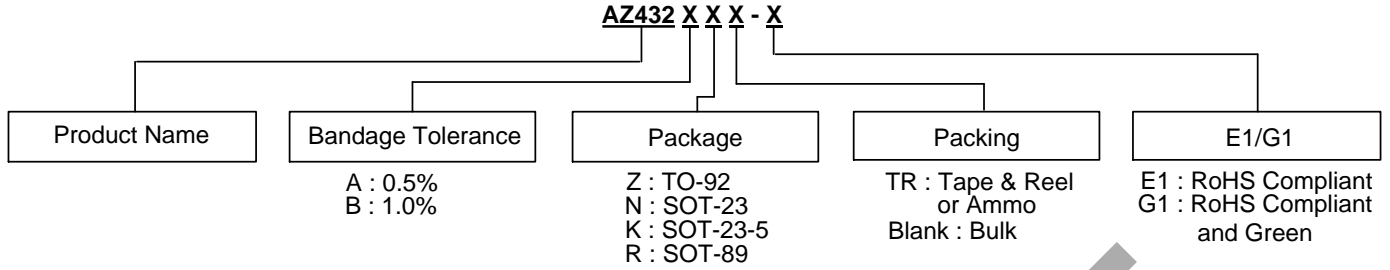 AZ432 X X X - X
Product Name
Bandage Tolerance
A : 0.5%
B : 1.0%
Package
Z : TO-92
N : SOT-23
K : SOT-23-5
R : SOT-89
Packing
TR : Tape & Reel
or Ammo
Blank : Bulk
E1/G1
E1 : RoHS Compliant
G1 : RoHS Compliant
and Green